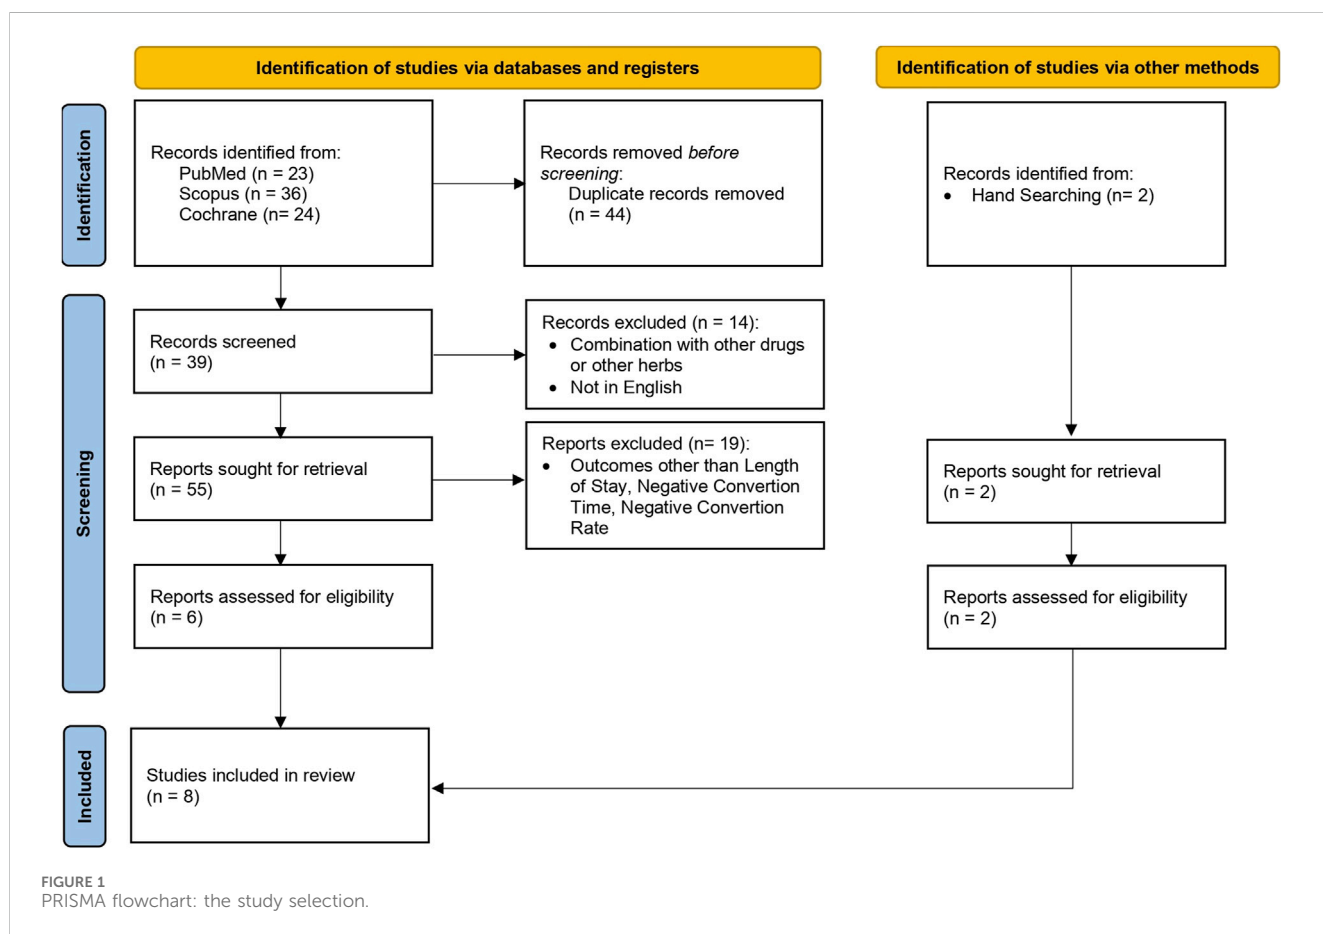 Identification of studies via databases and registers
Identification of studies via other methods
Identification
Records identified from:
PubMed (n = 23)
Scopus (n = 36)
Cochrane (n= 24)
Records removed before
screening:
Duplicate records removed
(n = 44)
Records identified from:
• Hand Searching (n= 2)
Screening
Records screened
(n = 39)
Records excluded (n = 14):
• Combination with other drugs
or other herbs
• Not in English
Reports sought for retrieval
(n = 55)
Reports excluded (n= 19):
• Outcomes other than Length
of Stay, Negative Convertion
Time, Negative Convertion
Rate
Reports sought for retrieval
(n = 2)
Reports assessed for eligibility
(n = 6)
Reports assessed for eligibility
(n = 2)
Included
Studies included in review
(n = 8)
FIGURE 1
PRISMA flowchart: the study selection.